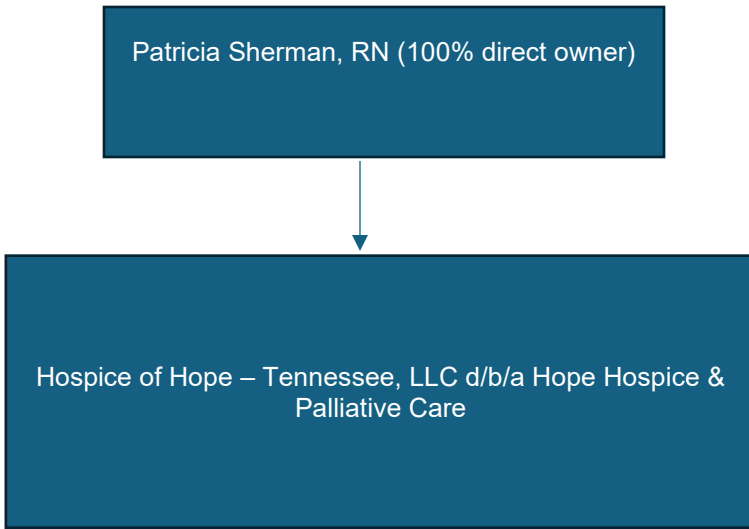 Patricia Sherman, RN (100% direct owner)
Hospice of Hope – Tennessee, LLC d/b/a Hope Hospice &
Palliative Care